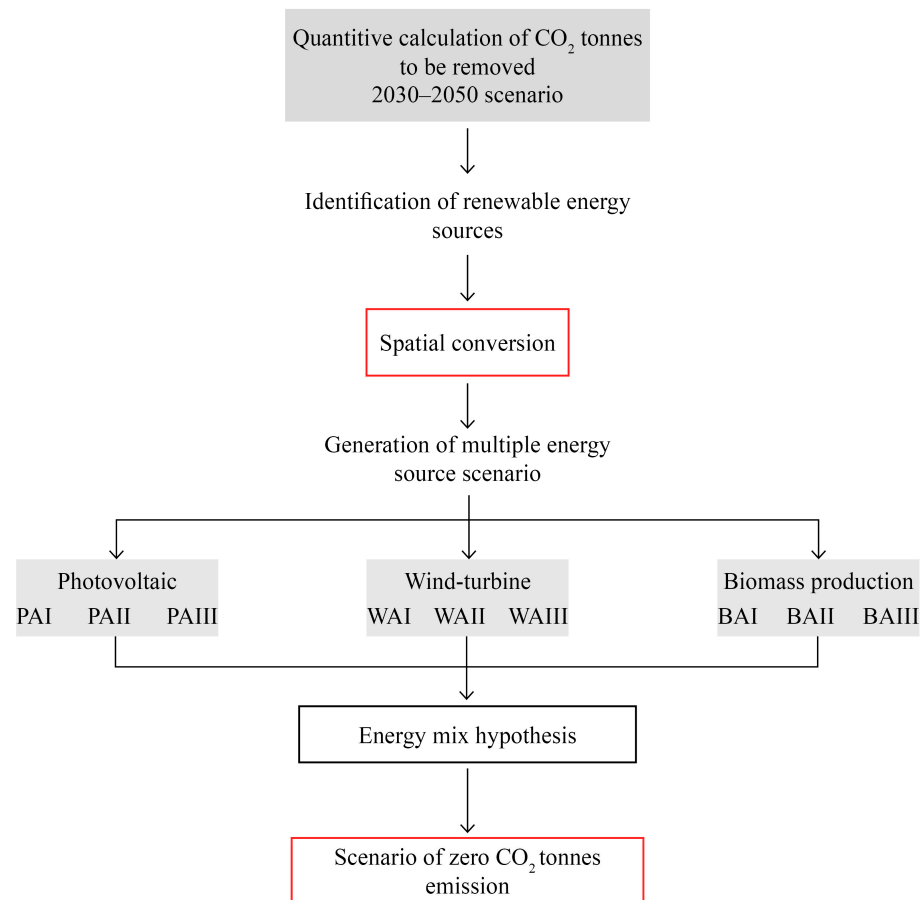 Quantitive calculation of CO₂ tonnes
to be removed
2030–2050 scenario
Identification of renewable energy
sources
Spatial conversion
Generation of multiple energy
source scenario
Photovoltaic
PAI PAII PAIII
Wind-turbine
WAI WAII WAIII
Biomass production
BAI BAII BAIII
Energy mix hypothesis
Scenario of zero CO₂ tonnes
emission